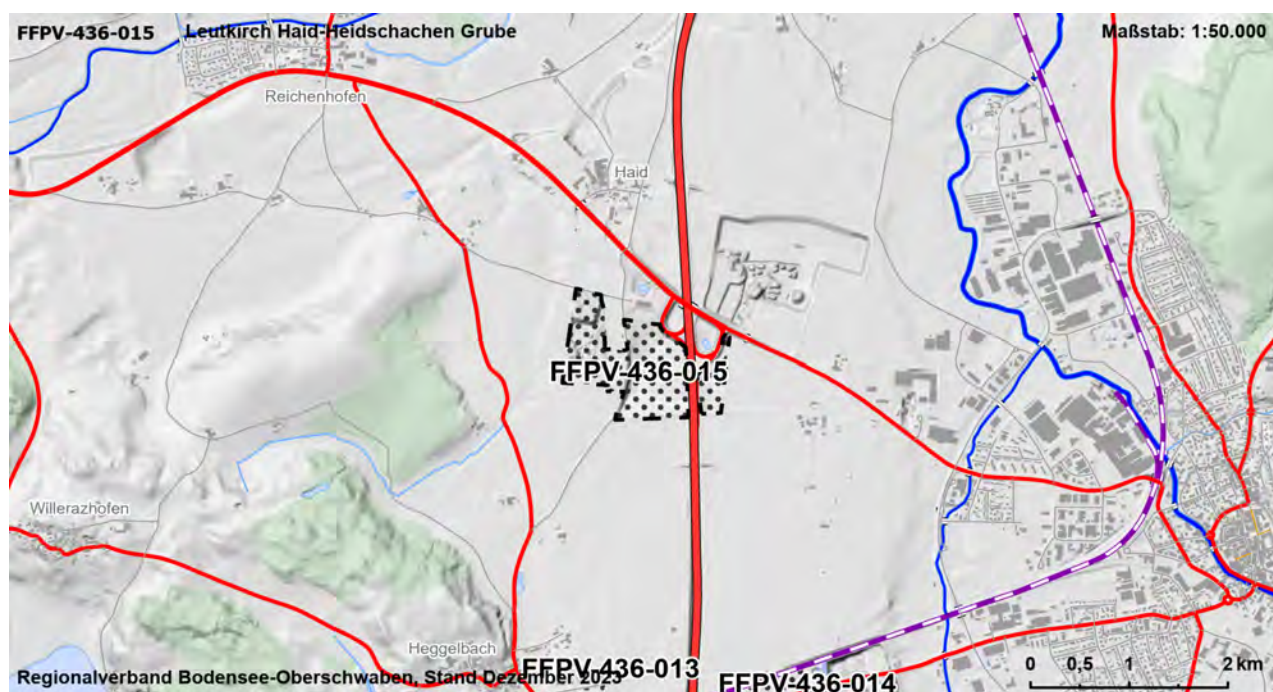 FFPV-436-015 Leutkirch Haid-Heidschachen Grube
Maßstab: 1:50.000
Reichenhofen
Haid
FFPV-436-015
Willerazhofen
Heggelbach
FFPV-436-013
FFPV-436-014
Regionalverband Bodensee-Oberschwaben, Stand Dezember 2023
0 0,5 1 2 km